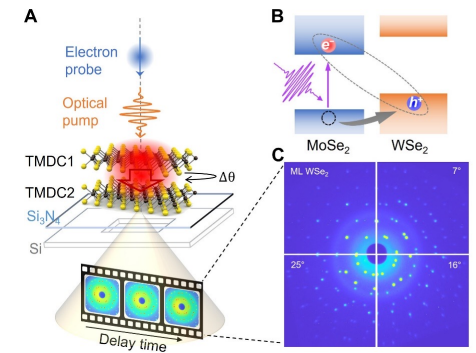 A
Electron
probe
Optical
pump
TMDC1
TMDC2
Δθ
Si₃N₄
Si
Delay time
B
e⁻
h⁺
MoSe₂
WSe₂
C
ML WSe₂
7°
25°
16°